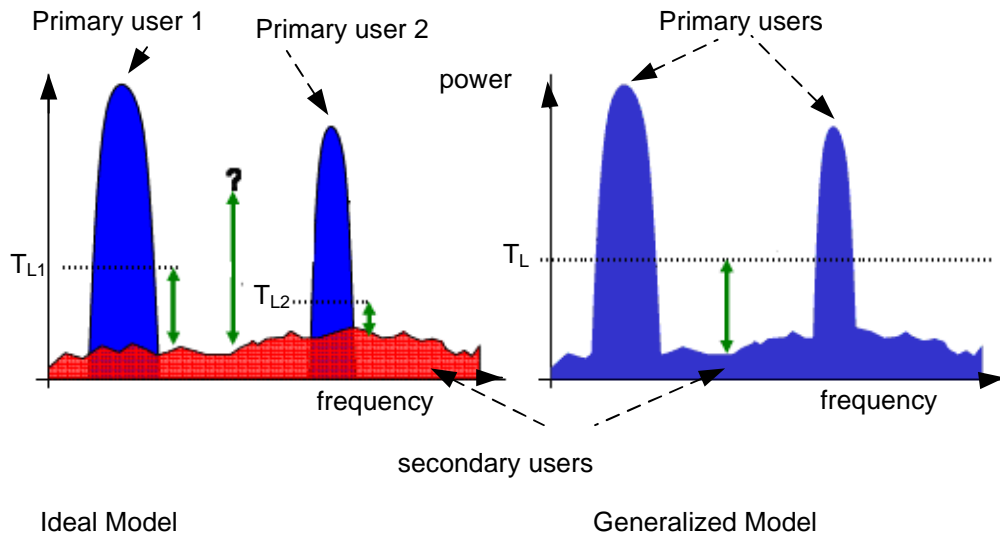 Primary user 1
Primary user 2
Primary users
power
?
TL1
TL2
TL
frequency
frequency
secondary users
Ideal Model
Generalized Model